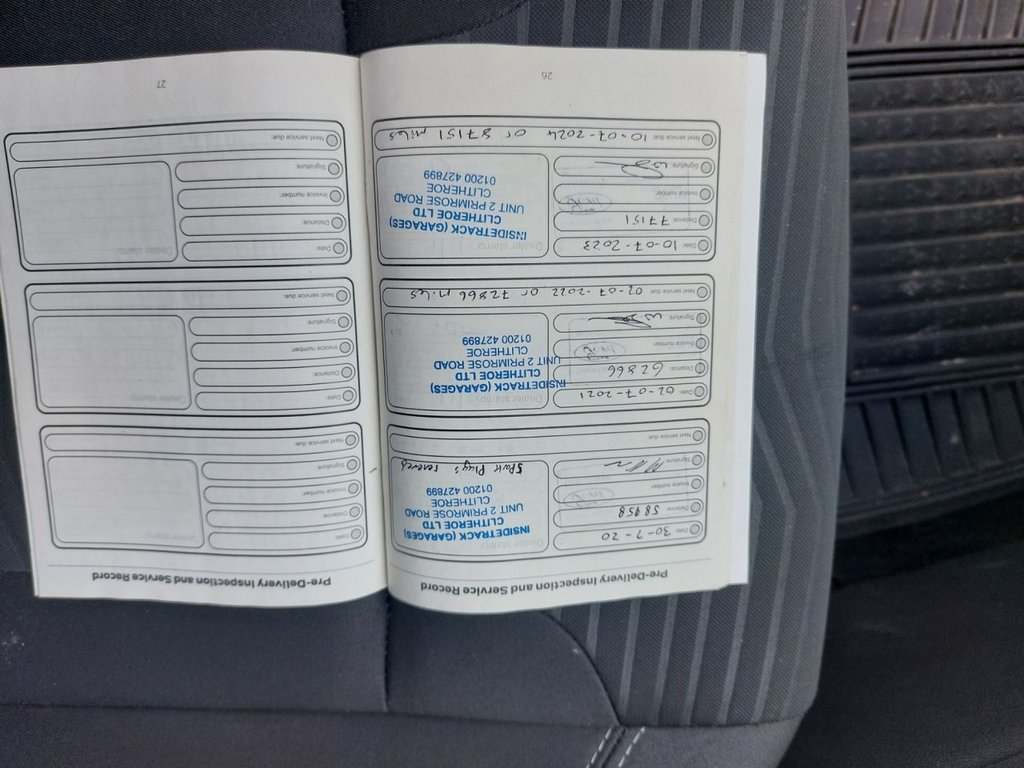 Pre-Delivery Inspection and Service Record
Date: 30-7-20
Distance: 58458
Invoice number:
Signature:
Next service due:
Dealer stamp
INSIDETRACK (GARAGES)
CLITHEROE LTD
UNIT 2 PRIMROSE ROAD
CLITHEROE
01200 427899
Spark Plugs renewed
Date: 02-07-2021
Distance: 62866
Invoice number:
Signature:
Next service due: 02-07-2022 or 72866 miles
Dealer stamp
INSIDETRACK (GARAGES)
CLITHEROE LTD
UNIT 2 PRIMROSE ROAD
CLITHEROE
01200 427899
Date: 10-07-2023
Distance: 77151
Invoice number:
Signature:
Next service due: 10-07-2024 or 87151 miles
Dealer stamp
INSIDETRACK (GARAGES)
CLITHEROE LTD
UNIT 2 PRIMROSE ROAD
CLITHEROE
01200 427899
26
Pre-Delivery Inspection and Service Record
Date:
Distance:
Invoice number:
Signature:
Next service due:
Dealer stamp
Date:
Distance:
Invoice number:
Signature:
Next service due:
Dealer stamp
Date:
Distance:
Invoice number:
Signature:
Next service due:
Dealer stamp
27